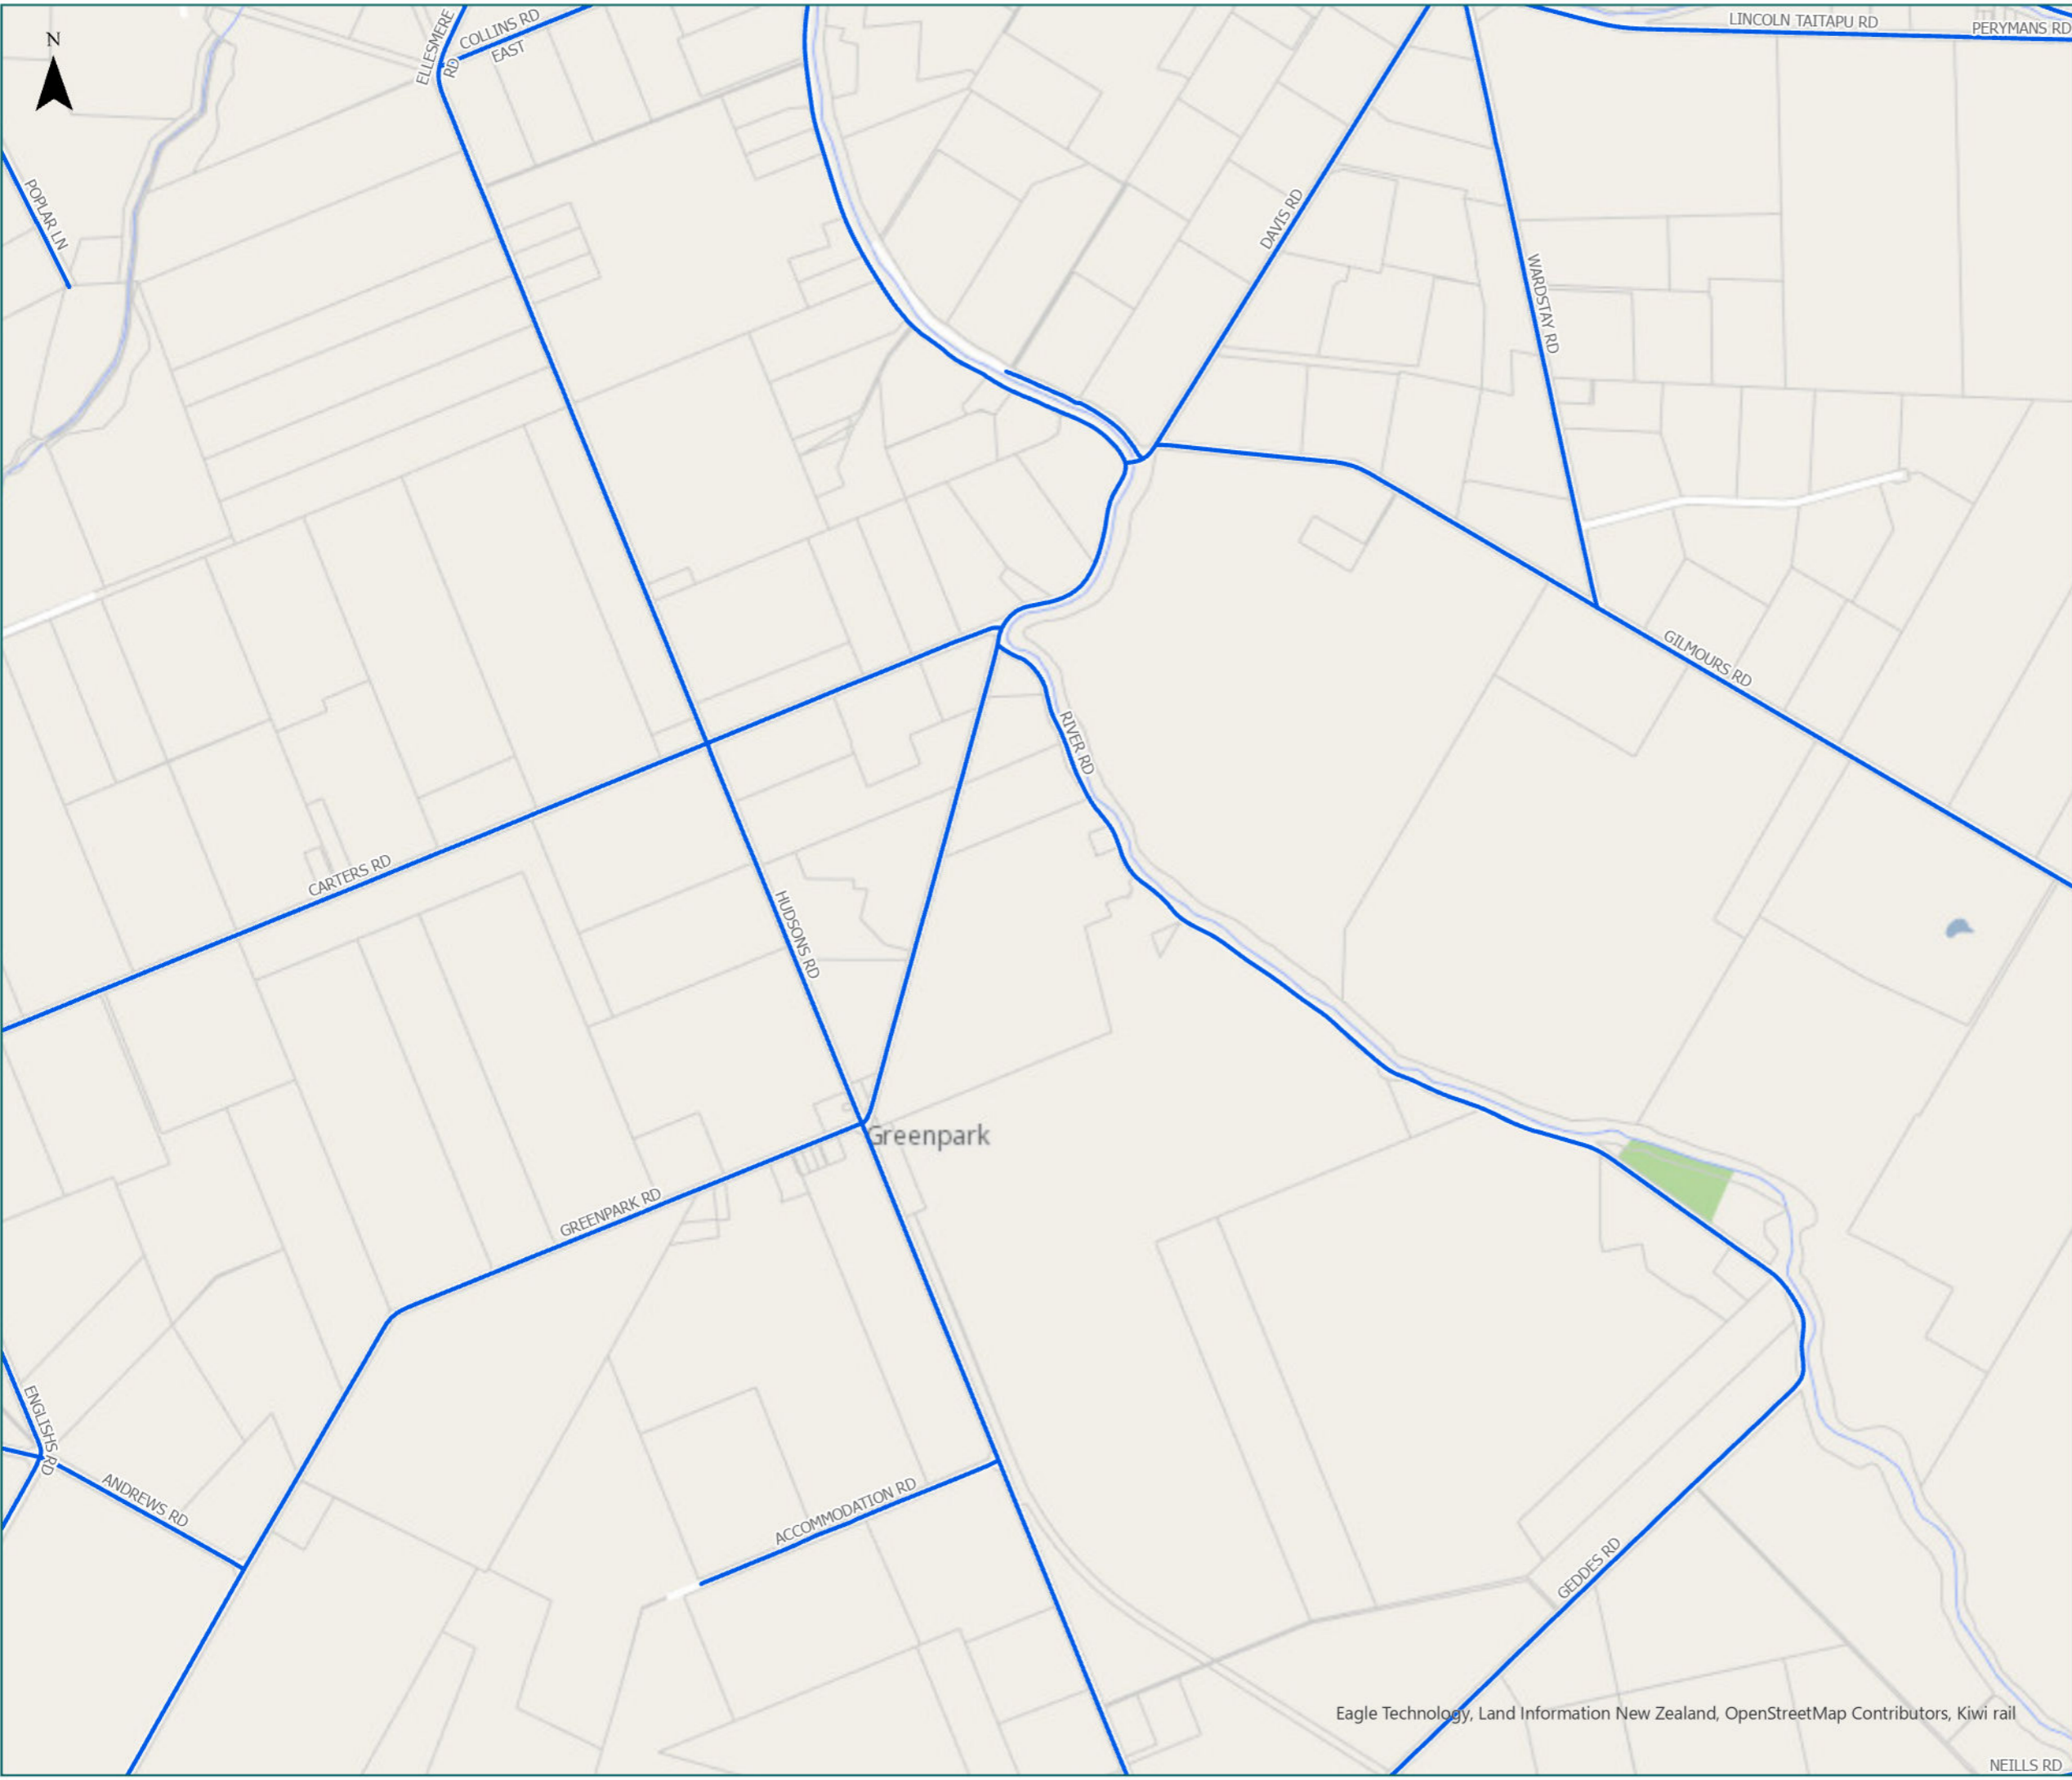 LINCOLN TAITAPU RD
PERYMANS RD
ELLESMERE
RD
COLLINS RD
EAST
N
POPLAR LN
DAVIS RD
WARDSTAY RD
GILMOURS RD
RIVER RD
CARTERS RD
HUDSONS RD
Greenpark
GREENPARK RD
ENGLISHS RD
ANDREWS RD
ACCOMMODATION RD
GEDDES RD
Eagle Technology, Land Information New Zealand, OpenStreetMap Contributors, Kiwi rail
NEILLS RD